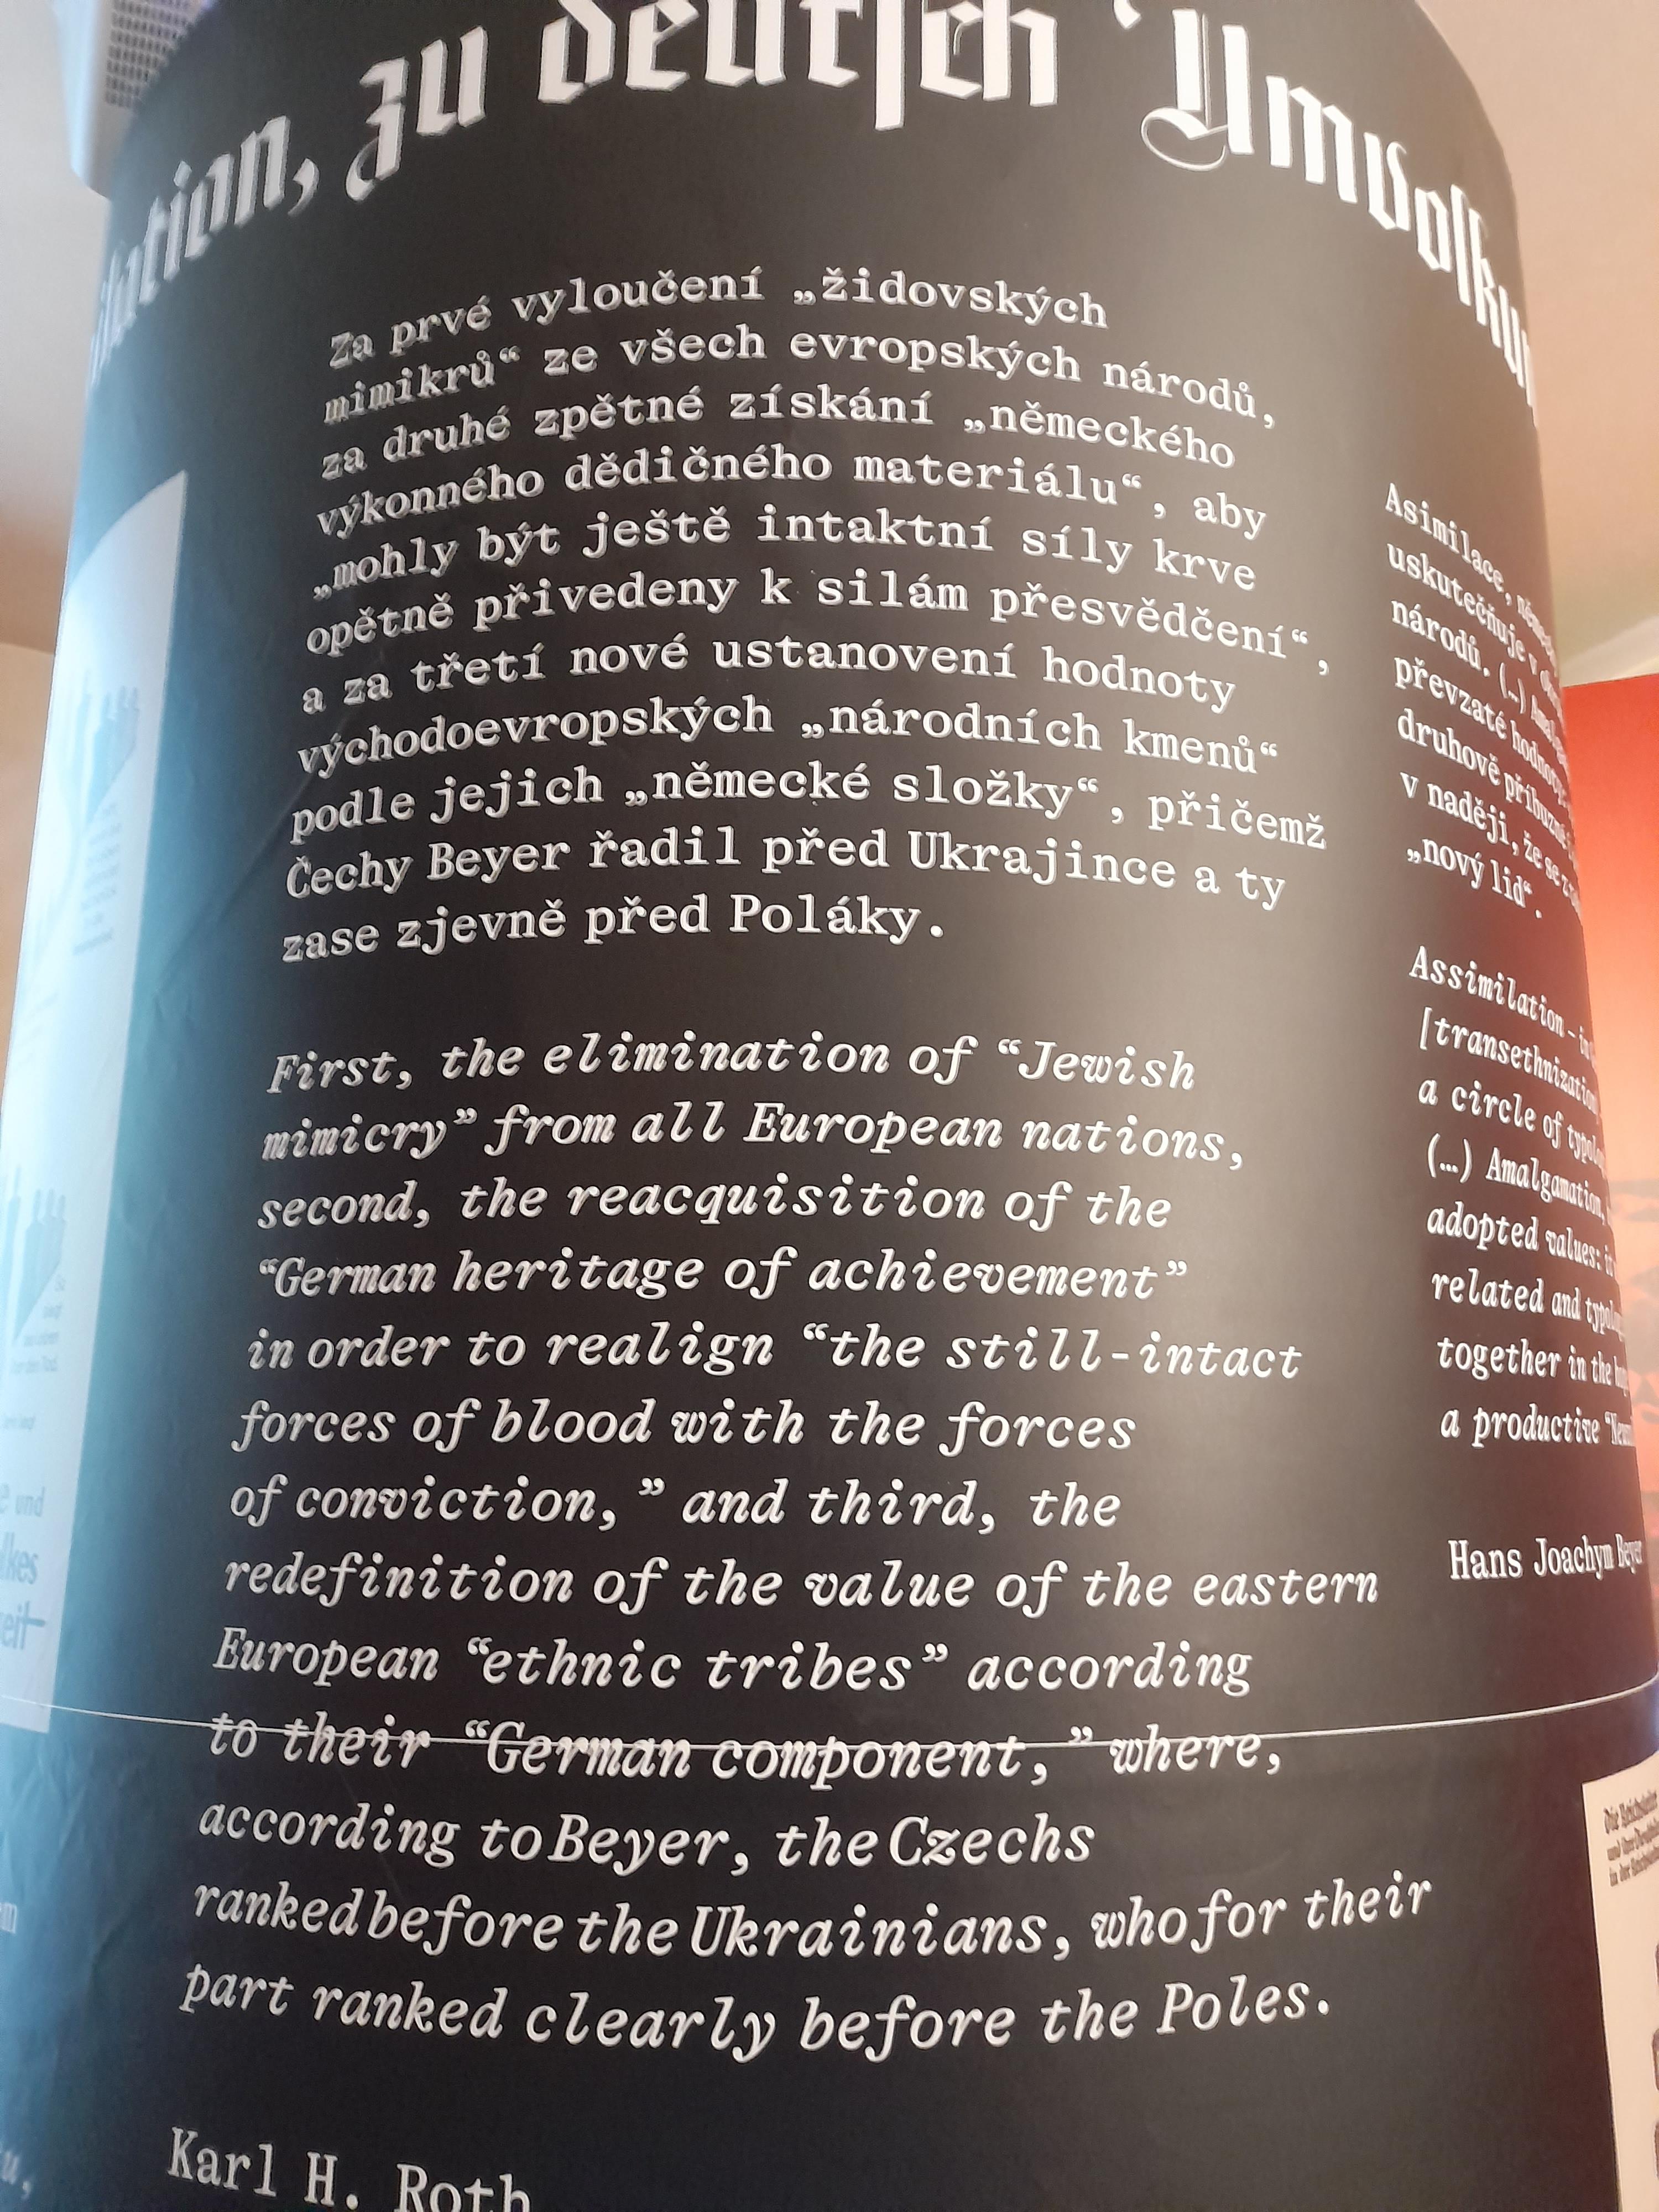 zu deutsch 'Umvolkun
Za prvé vyloučení „židovských
mimikrů“ ze všech evropských národů,
za druhé zpětné získání „německého
výkonného dědičného materiálu“, aby
„mohly být ještě intaktní síly krve
opětně přivedeny k silám přesvědčení“,
a za třetí nové ustanovení hodnoty
východoevropských „národních kmenů“
podle jejich „německé složky“, přičemž
Čechy Beyer řadil před Ukrajince a ty
zase zjevně před Poláky.
First, the elimination of “Jewish
mimicry” from all European nations,
second, the reacquisition of the
“German heritage of achievement”
in order to realign “the still-intact
forces of blood with the forces
of conviction,” and third, the
redefinition of the value of the eastern
European “ethnic tribes” according
to their “German component,” where,
according to Beyer, the Czechs
ranked before the Ukrainians, who for their
part ranked clearly before the Poles.
Karl H. Roth
Asimilace,
uskutečňuje v
národů. (…)
převzaté hodnoty:
druhově příbuzné
v naději, že se
„nový lid“.
Assimilation – in
[transethnization
a circle of
(…) Amalgamation,
adopted values:
related and
together in the
a productive
Hans Joachym Beyer
und